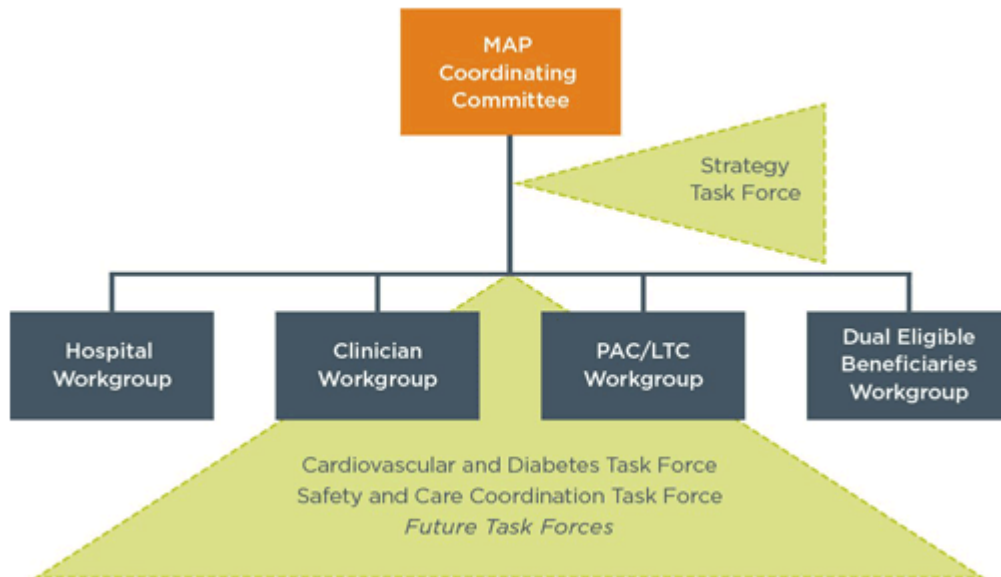 MAP
Coordinating
Committee
Strategy
Task Force
Hospital
Workgroup
Clinician
Workgroup
PAC/LTC
Workgroup
Dual Eligible
Beneficiaries
Workgroup
Cardiovascular and Diabetes Task Force
Safety and Care Coordination Task Force
Future Task Forces